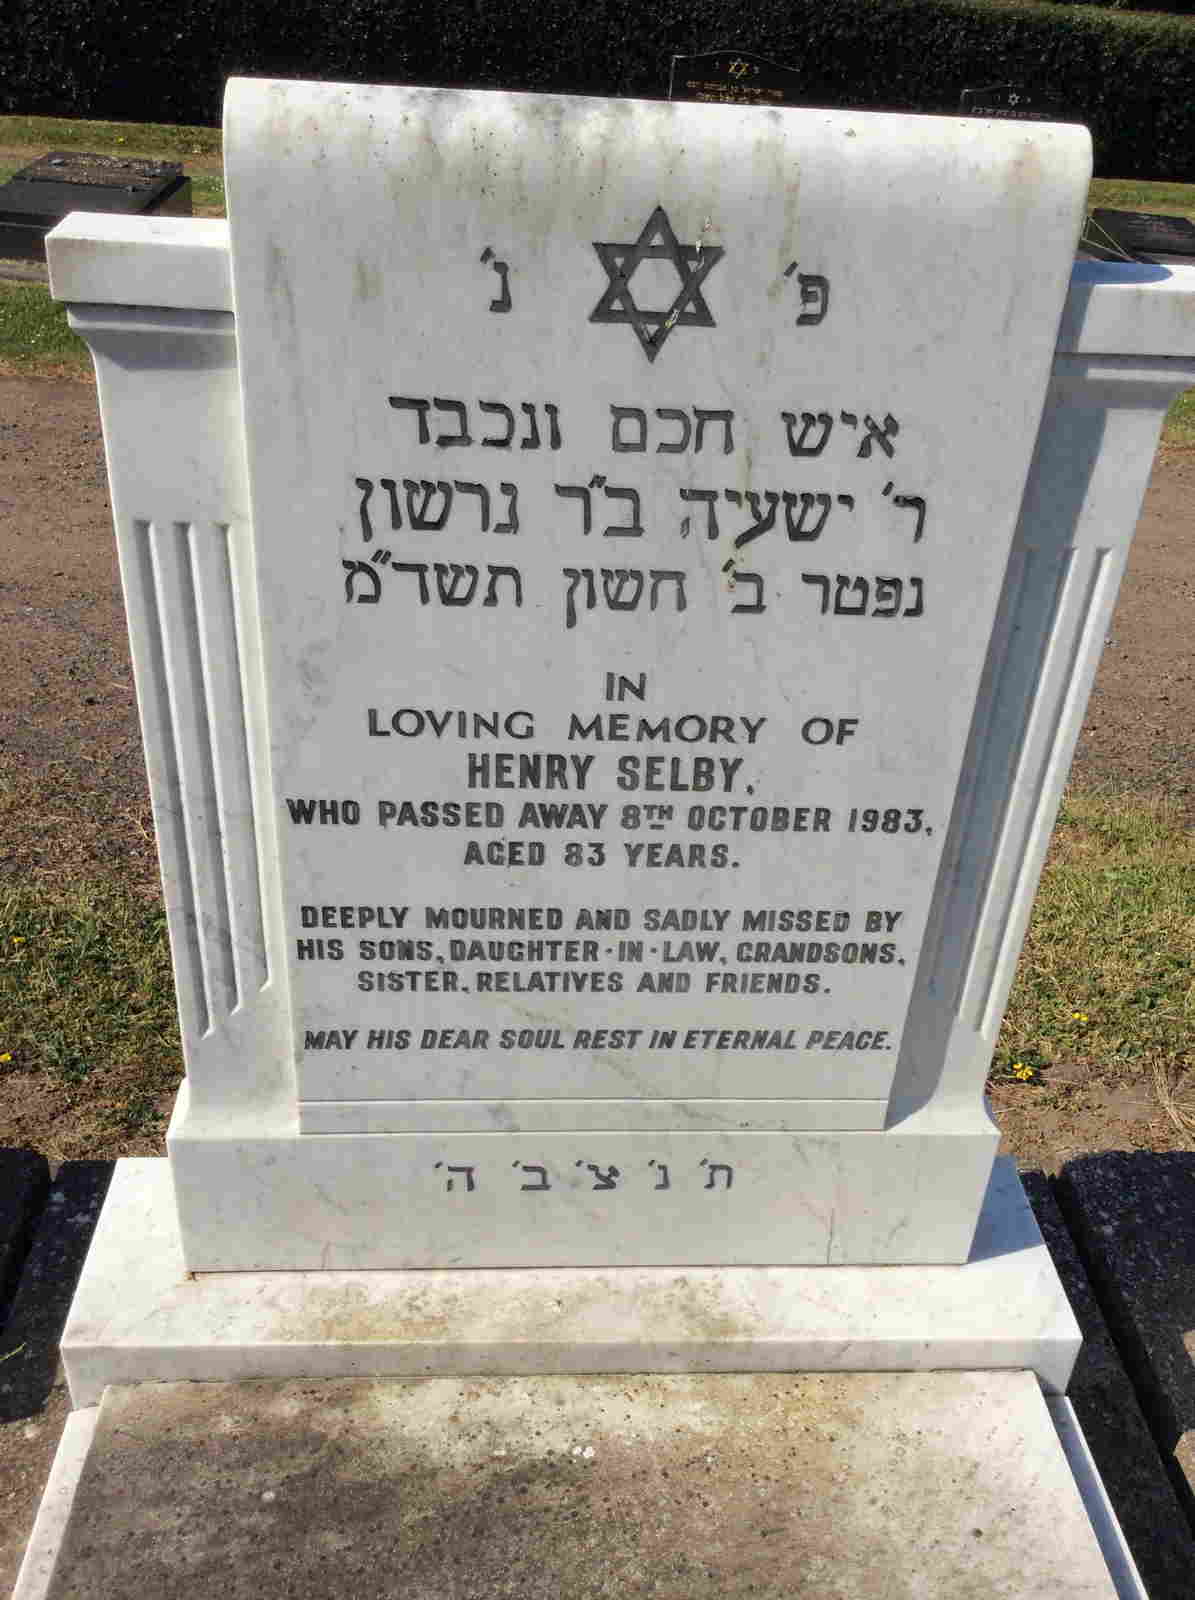 פ' נ'
איש חכם ונכבד
ר' ישעיה ב"ר גרשון
נפטר ב' חשון תשד"מ
IN
LOVING MEMORY OF
HENRY SELBY,
WHO PASSED AWAY 8TH OCTOBER 1983,
AGED 83 YEARS.
DEEPLY MOURNED AND SADLY MISSED BY
HIS SONS, DAUGHTER-IN-LAW, GRANDSONS,
SISTER, RELATIVES AND FRIENDS.
MAY HIS DEAR SOUL REST IN ETERNAL PEACE.
ת' נ' צ' ב' ה'